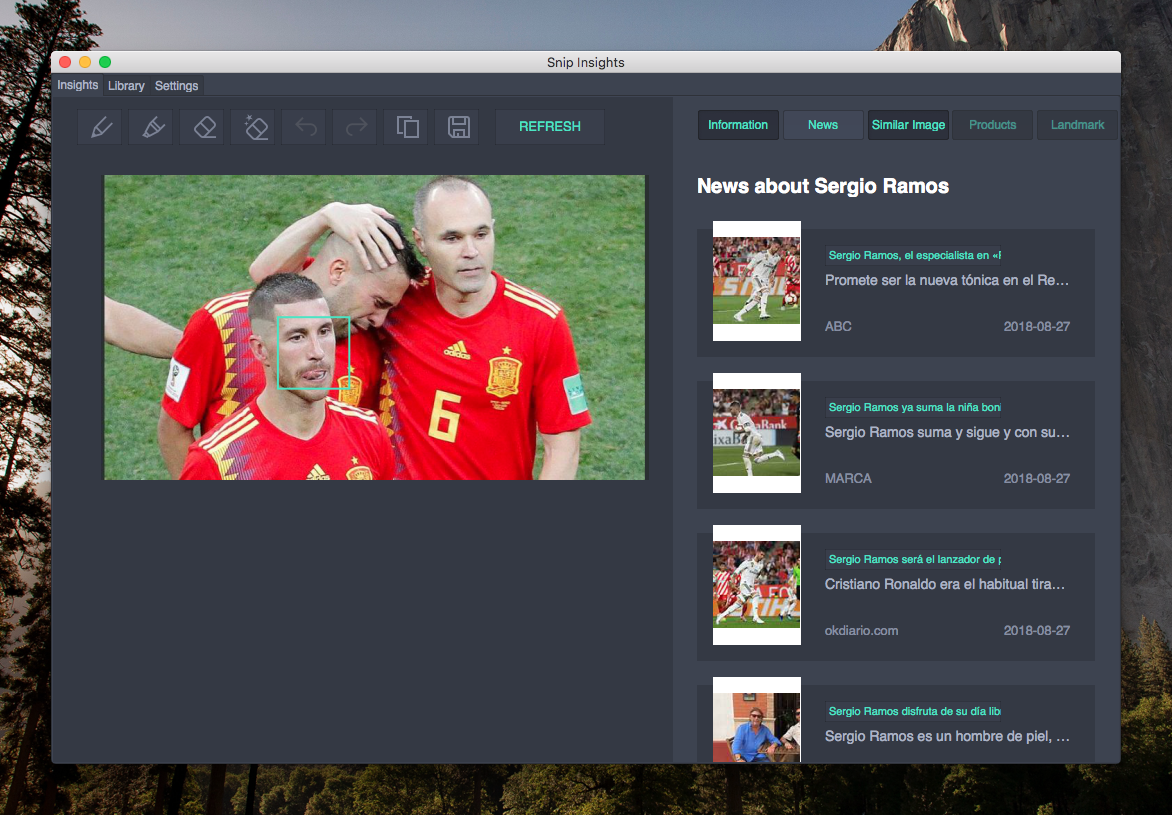 Snip Insights
Insights Library Settings
REFRESH
Information News Similar Image Products Landmark
adidas
6
News about Sergio Ramos
Sergio Ramos, el especialista en
Promete ser la nueva tónica en el Re...
ABC 2018-08-27
Sergio Ramos ya suma la niña
Sergio Ramos suma y sigue y con su...
MARCA 2018-08-27
Sergio Ramos será el lanzador de
Cristiano Ronaldo era el habitual tira...
okdiario.com 2018-08-27
Sergio Ramos disfruta de su día
Sergio Ramos es un hombre de piel, ...